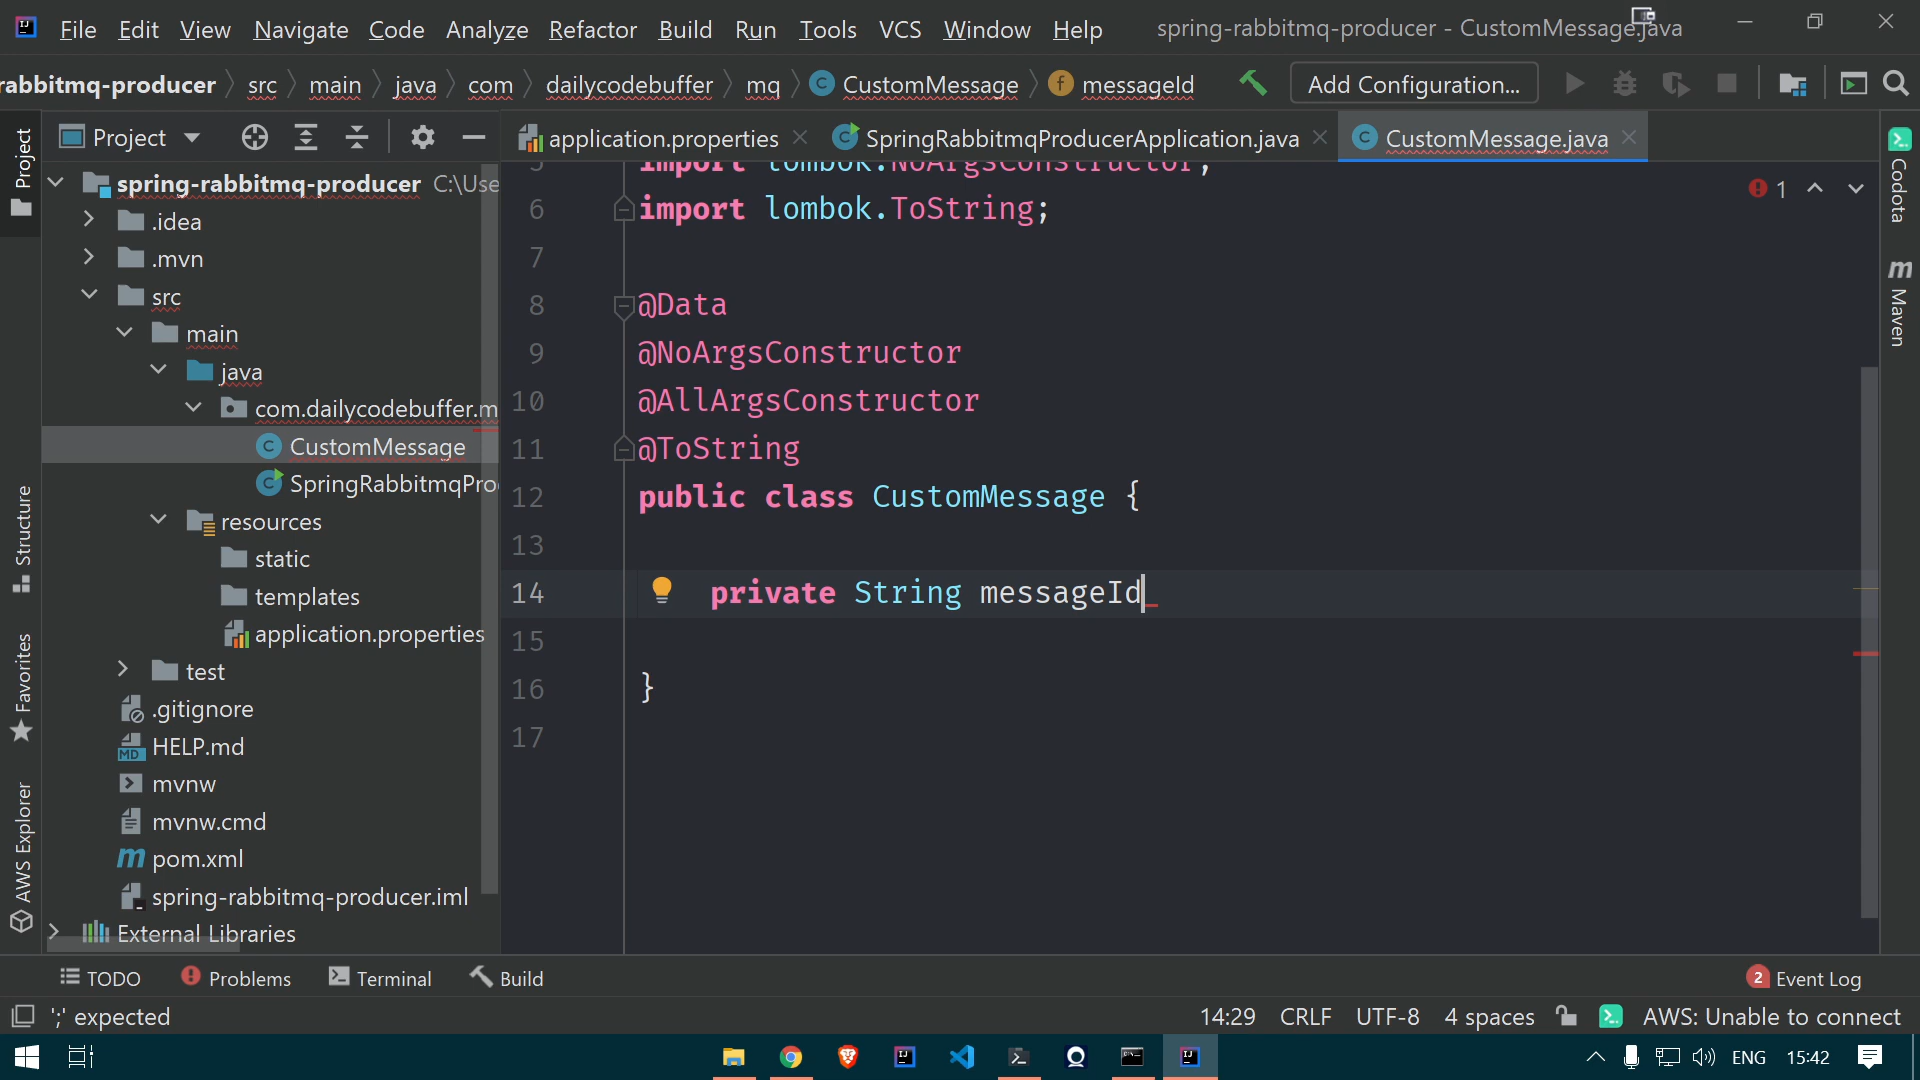 File Edit View Navigate Code Analyze Refactor Build Run Tools VCS Window Help spring-rabbitmq-producer - CustomMessage.java
rabbitmq-producer src main java com dailycodebuffer mq CustomMessage messageId Add Configuration...
Project
application.properties SpringRabbitmqProducerApplication.java CustomMessage.java
spring-rabbitmq-producer C:\Use
.idea
.mvn
src
main
java
com.dailycodebuffer.m
CustomMessage
SpringRabbitmqPro
resources
static
templates
application.properties
test
.gitignore
HELP.md
mvnw
mvnw.cmd
pom.xml
spring-rabbitmq-producer.iml
External Libraries
Project
Structure
Favorites
AWS Explorer
5 import lombok.NoArgsConstructor;
6 import lombok.ToString;
7
8 @Data
9 @NoArgsConstructor
10 @AllArgsConstructor
11 @ToString
12 public class CustomMessage {
13
14 private String messageId
15
16 }
17
1
Codota
Maven
TODO Problems Terminal Build 2 Event Log
';' expected 14:29 CRLF UTF-8 4 spaces AWS: Unable to connect
ENG 15:42